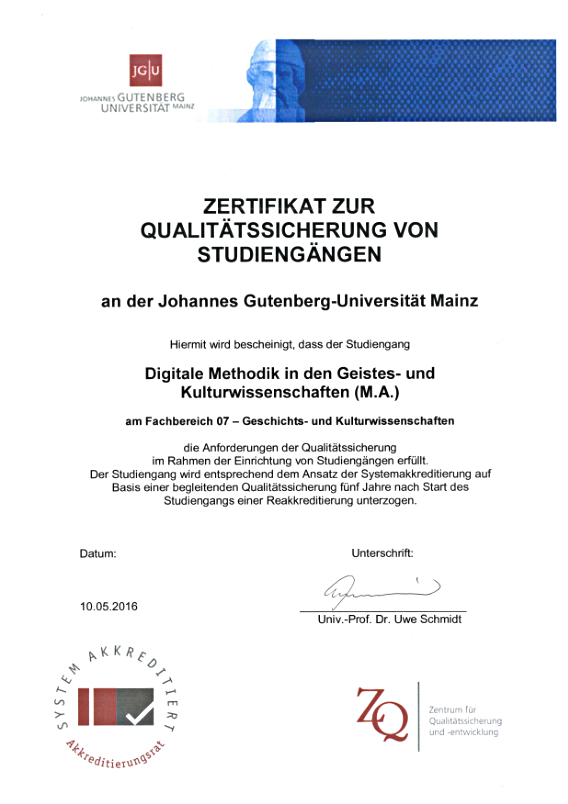 JG|U
JOHANNES GUTENBERG
UNIVERSITÄT MAINZ
ZERTIFIKAT ZUR
QUALITÄTSSICHERUNG VON
STUDIENGÄNGEN
an der Johannes Gutenberg-Universität Mainz
Hiermit wird bescheinigt, dass der Studiengang
Digitale Methodik in den Geistes- und
Kulturwissenschaften (M.A.)
am Fachbereich 07 – Geschichts- und Kulturwissenschaften
die Anforderungen der Qualitätssicherung
im Rahmen der Einrichtung von Studiengängen erfüllt.
Der Studiengang wird entsprechend dem Ansatz der Systemakkreditierung auf
Basis einer begleitenden Qualitätssicherung fünf Jahre nach Start des
Studiengangs einer Reakkreditierung unterzogen.
Datum:
Unterschrift:
10.05.2016
Univ.-Prof. Dr. Uwe Schmidt
SYSTEM AKKREDITIERT
Akkreditierungsrat
ZQ
Zentrum für
Qualitätssicherung
und -entwicklung